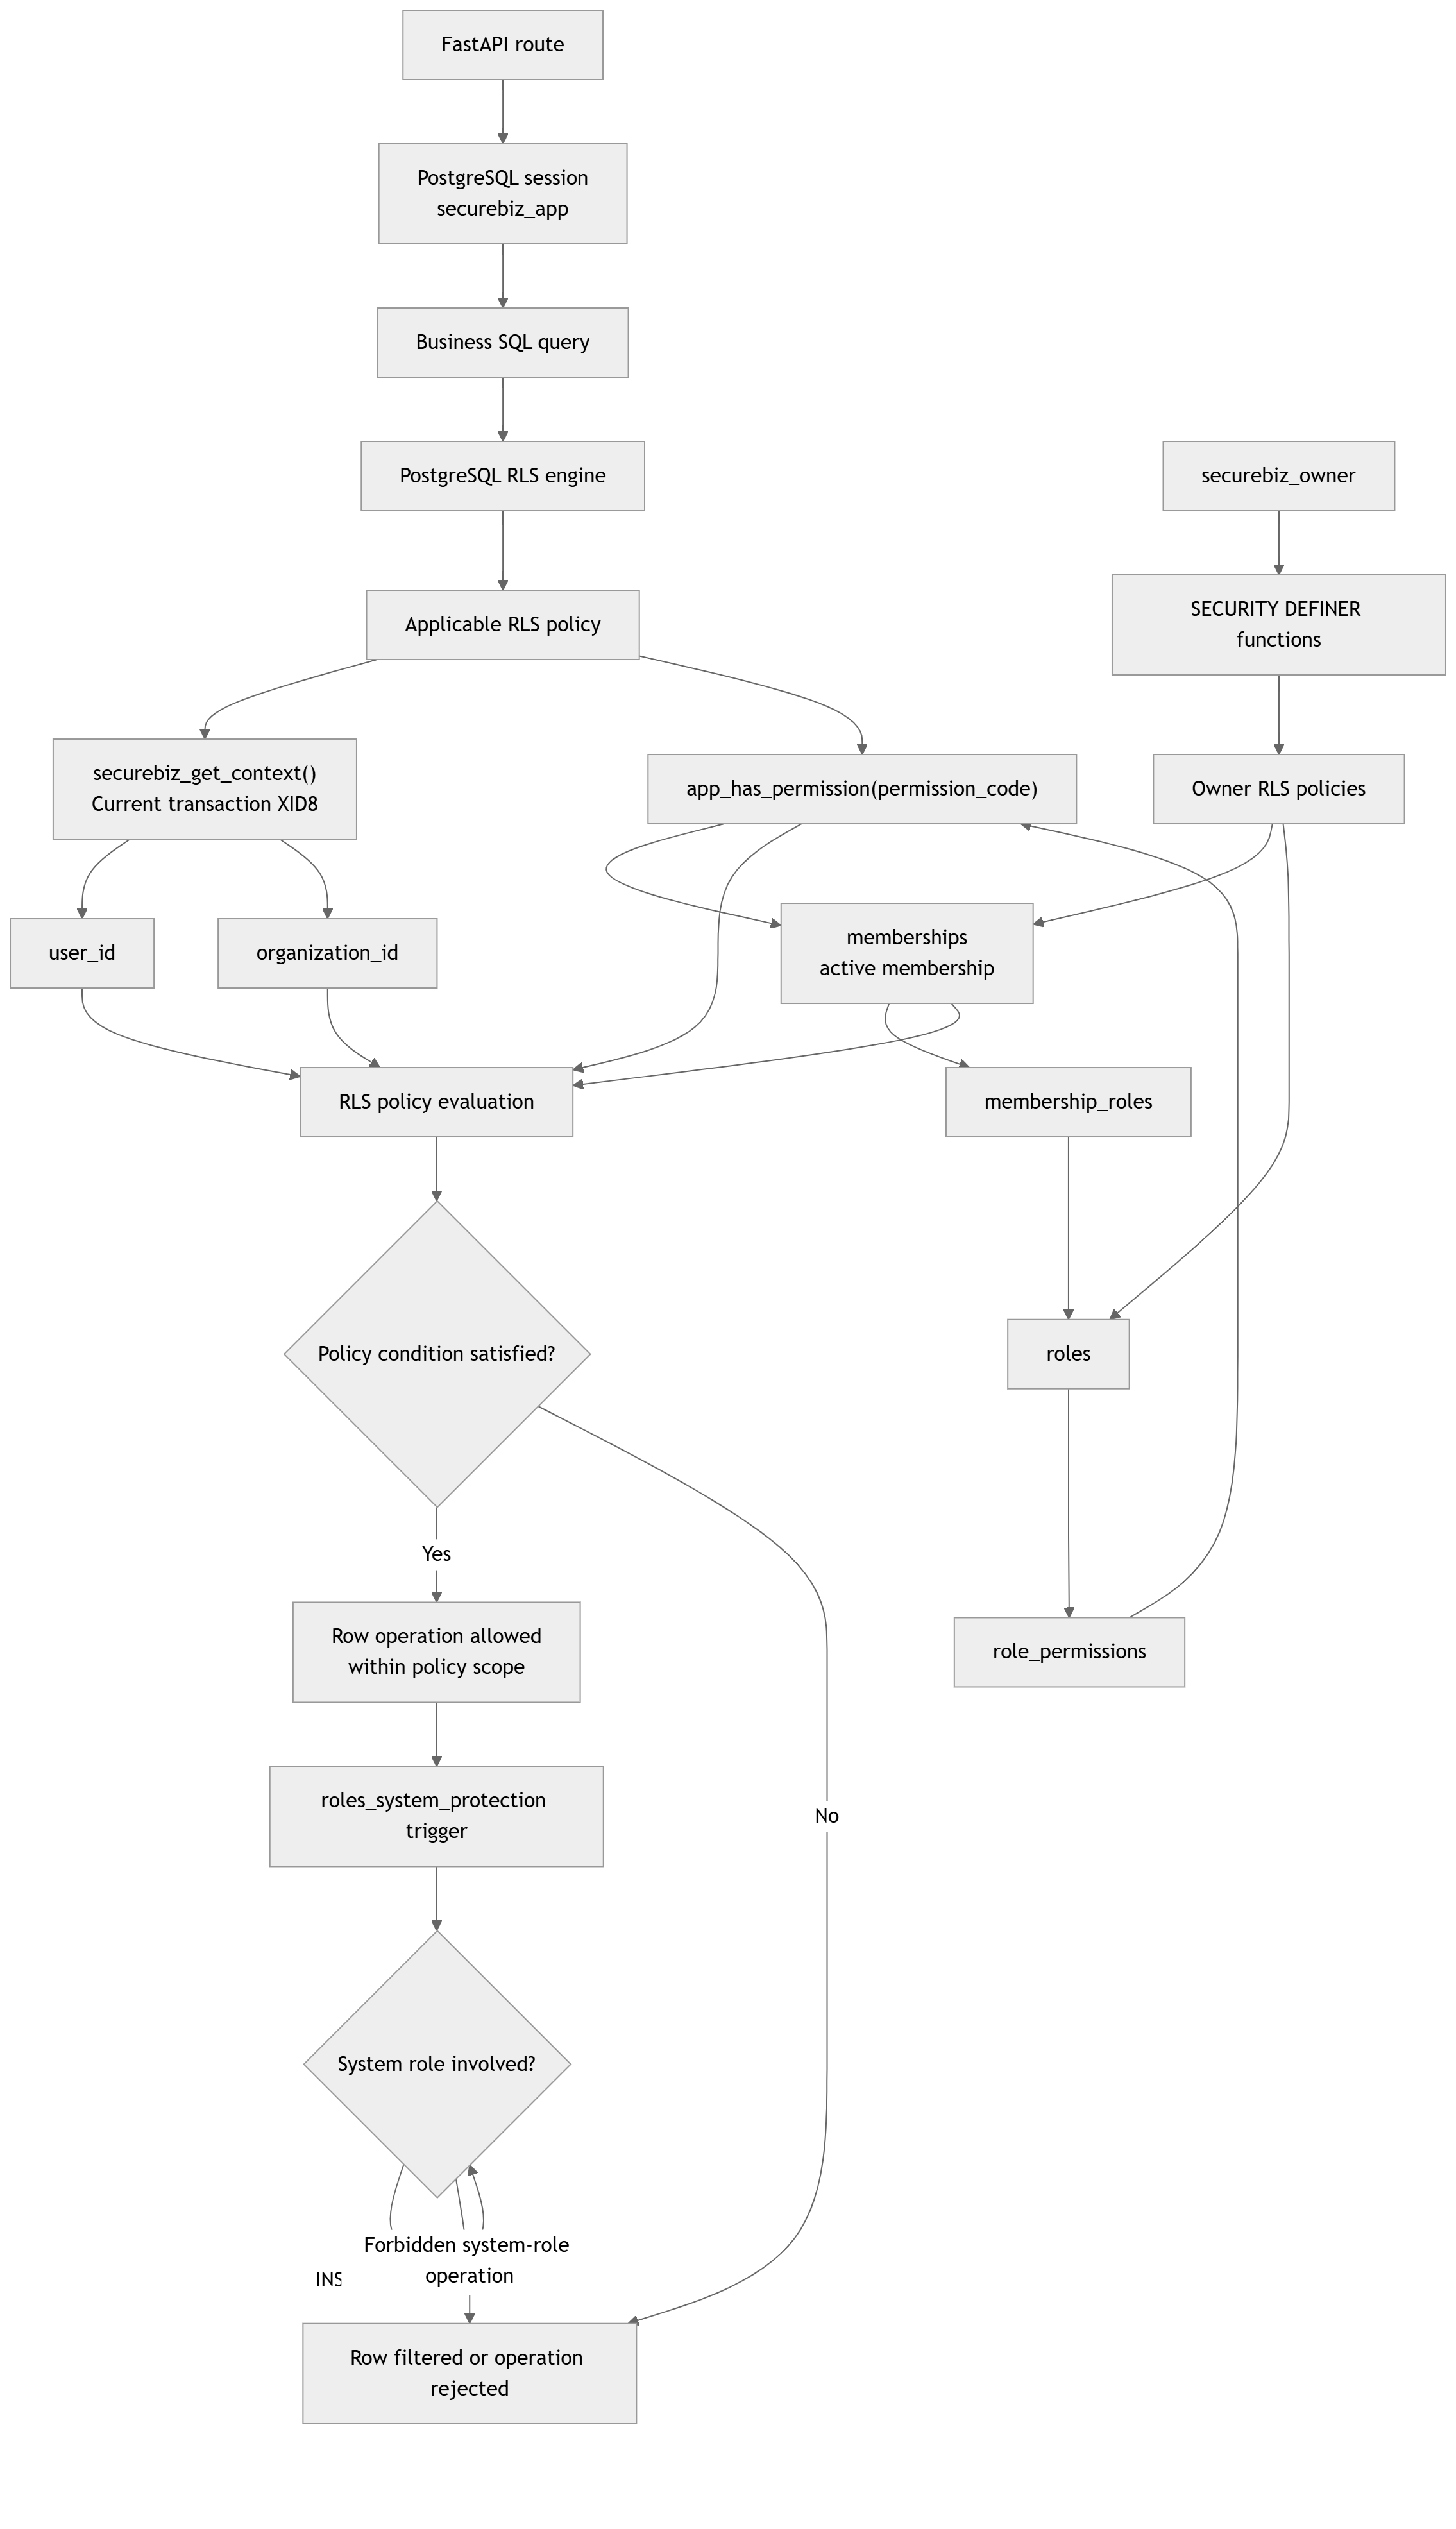 FastAPI route
PostgreSQL session
securebiz_app
Business SQL query
PostgreSQL RLS engine
securebiz_owner
Applicable RLS policy
SECURITY DEFINER
functions
securebiz_get_context()
Current transaction XID8
app_has_permission(permission_code)
Owner RLS policies
user_id
organization_id
memberships
active membership
RLS policy evaluation
membership_roles
Policy condition satisfied?
roles
Yes
Row operation allowed
within policy scope
role_permissions
roles_system_protection
trigger
No
System role involved?
Forbidden system-role
operation
INS
Row filtered or operation
rejected